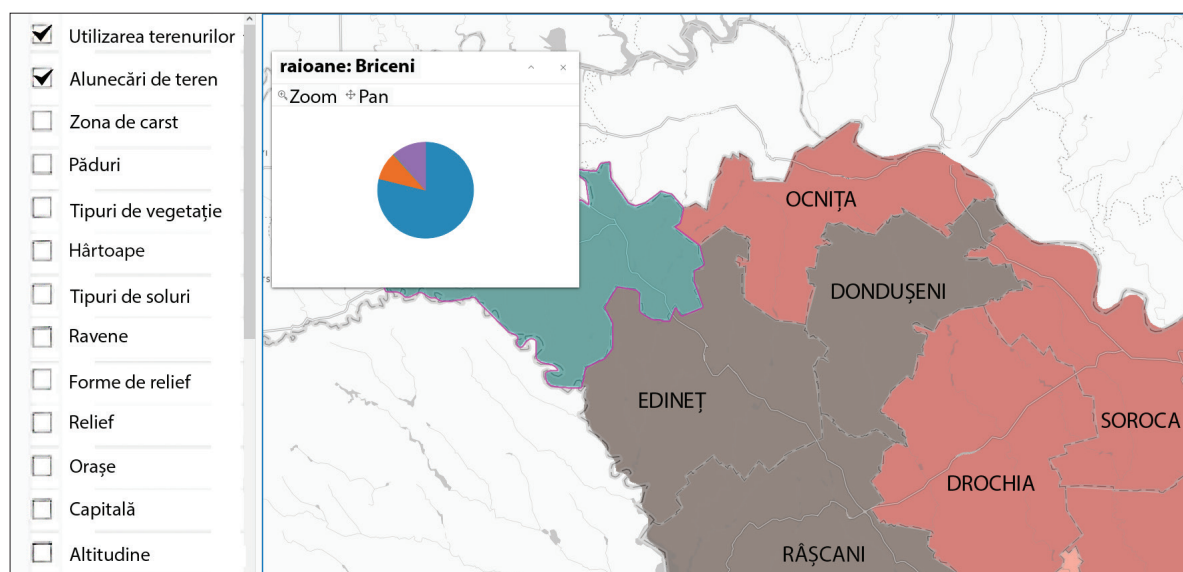 Utilizarea terenurilor
Alunecări de teren
Zona de carst
Păduri
Tipuri de vegetație
Hârtoape
Tipuri de soluri
Ravene
Forme de relief
Relief
Orașe
Capitală
Altitudine
raioane: Briceni
Zoom Pan
OCNIȚA
DONDUȘENI
EDINEȚ
SOROCA
DROCHIA
RÂȘCANI